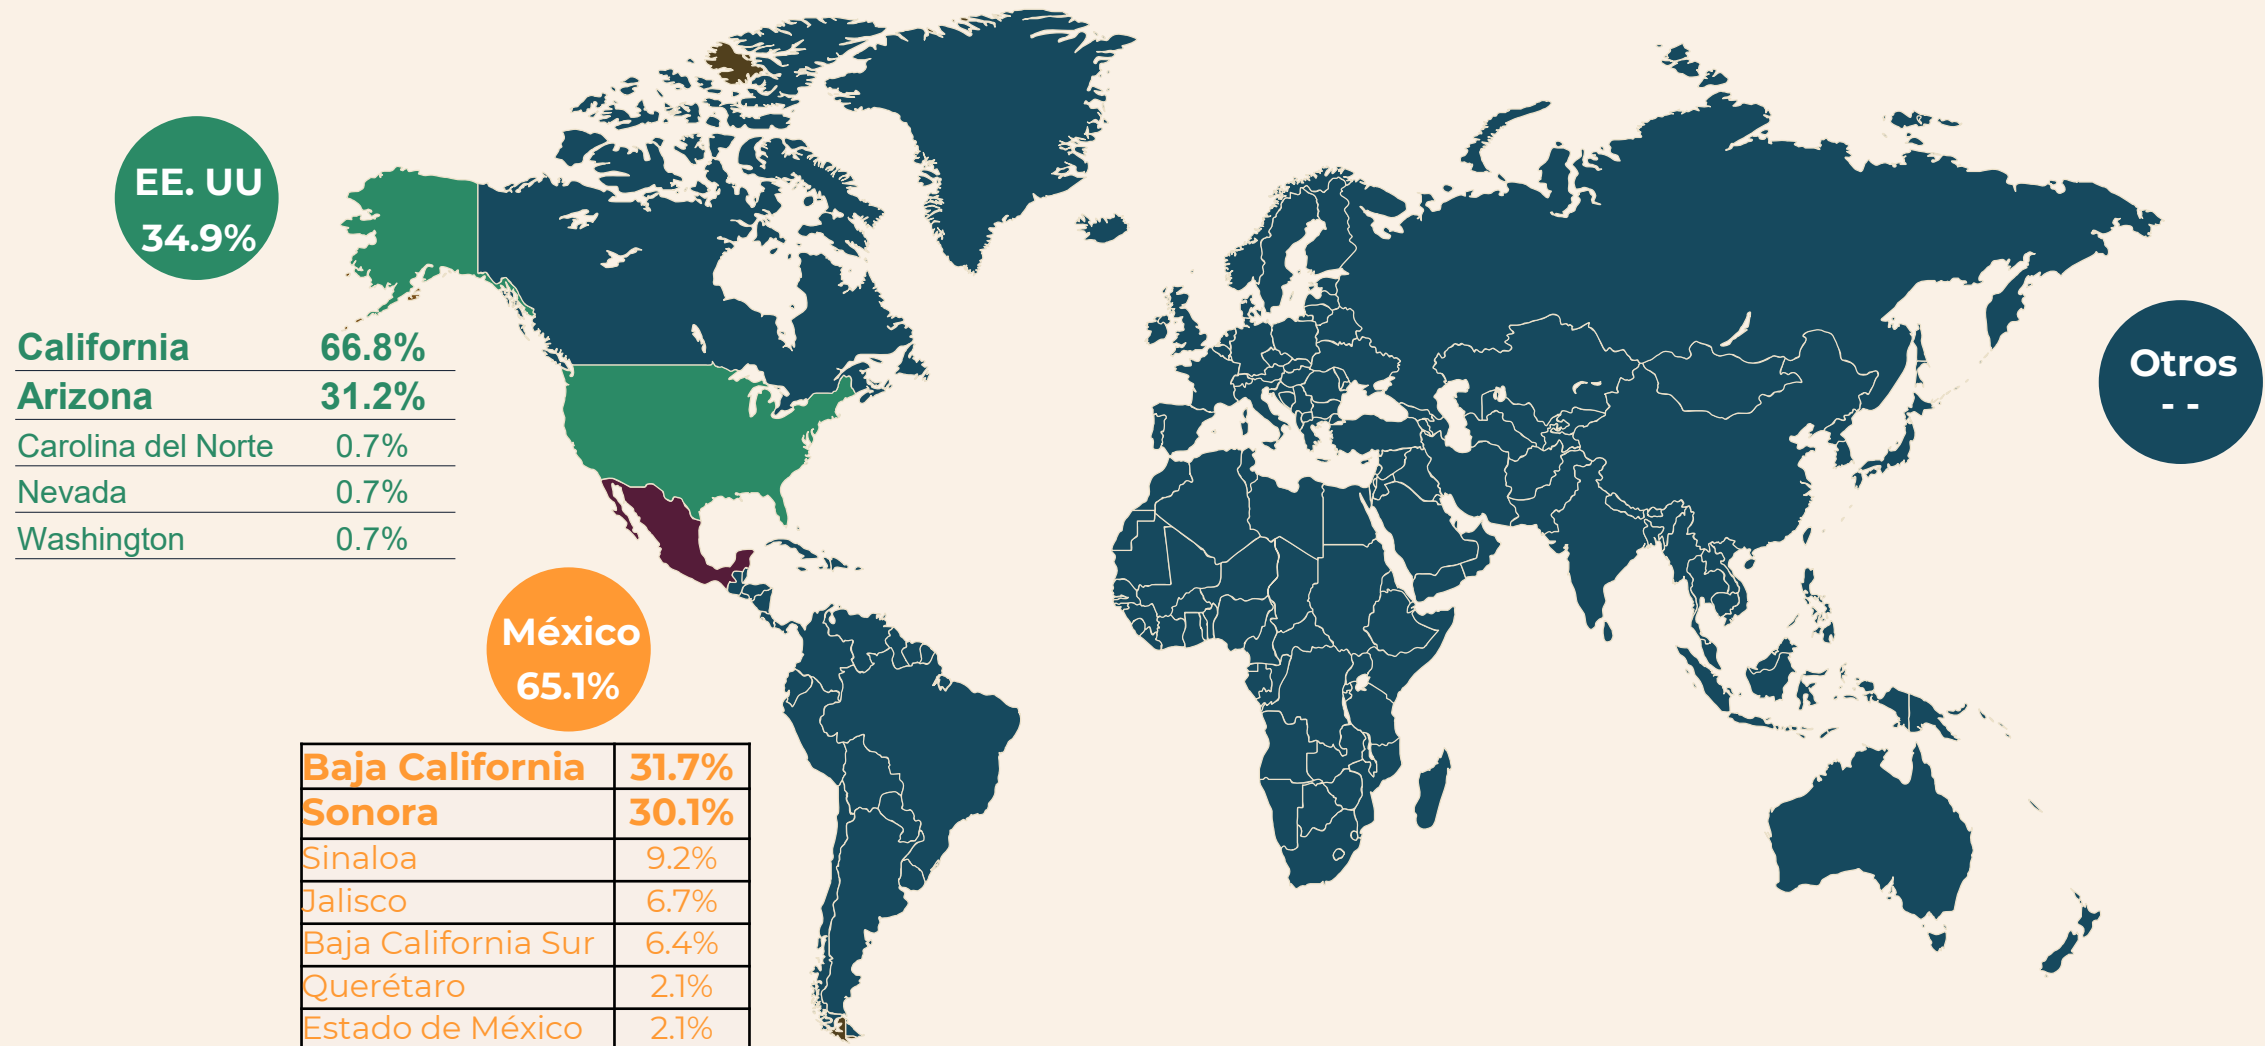 EE. UU
34.9%
California 66.8%
Arizona 31.2%
Carolina del Norte 0.7%
Nevada 0.7%
Washington 0.7%
México
65.1%
Baja California 31.7%
Sonora 30.1%
Sinaloa 9.2%
Jalisco 6.7%
Baja California Sur 6.4%
Querétaro 2.1%
Estado de México 2.1%
Otros
- -